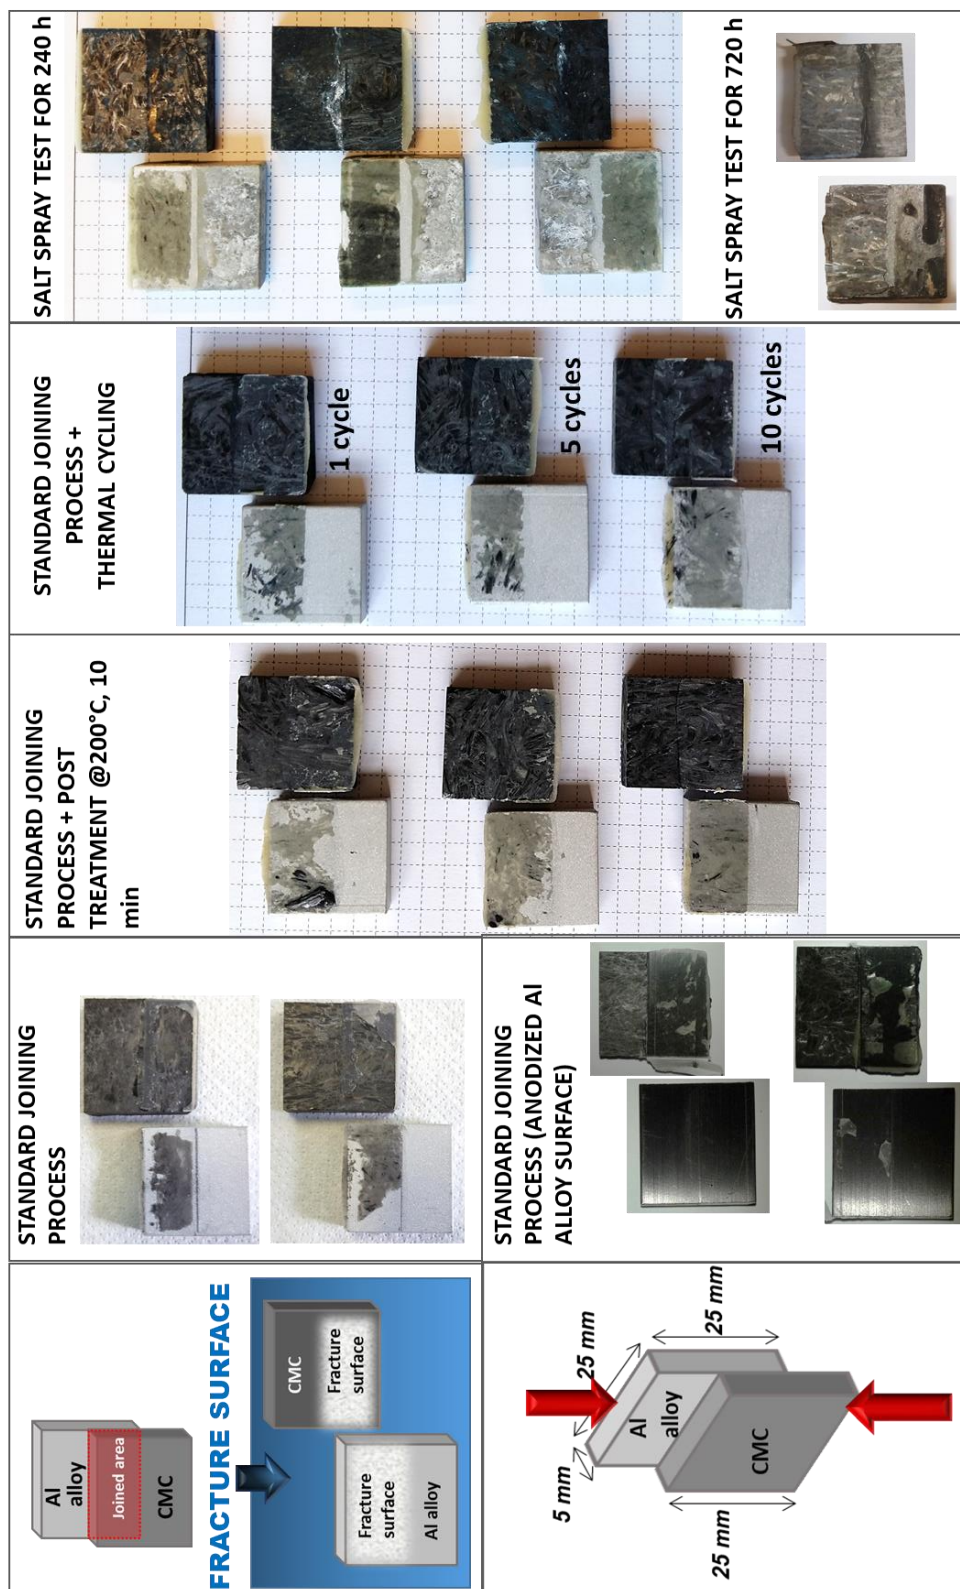 Al
alloy
Joined area
CMC
FRACTURE SURFACE
CMC
Fracture
surface
Fracture
surface
Al alloy
5 mm
25 mm
25 mm
25 mm
Al
alloy
CMC
STANDARD JOINING
PROCESS
STANDARD JOINING
PROCESS (ANODIZED Al
ALLOY SURFACE)
STANDARD JOINING
PROCESS + POST
TREATMENT @200°C, 10
min
STANDARD JOINING
PROCESS +
THERMAL CYCLING
1 cycle
5 cycles
10 cycles
SALT SPRAY TEST FOR 240 h
SALT SPRAY TEST FOR 720 h